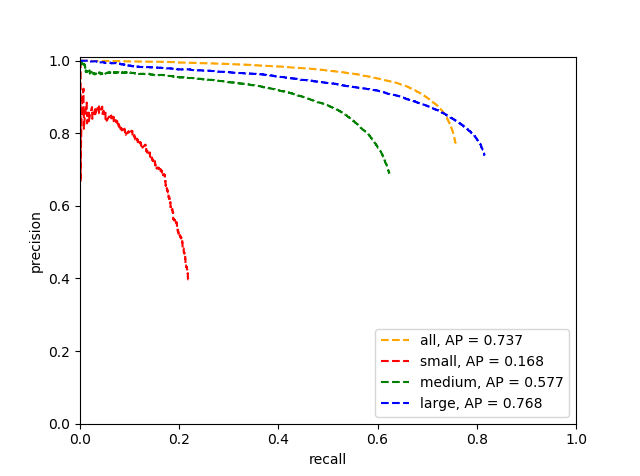 1.0
0.8
0.6
0.4
0.2
0.0
precision
0.0 0.2 0.4 0.6 0.8 1.0
recall
all, AP = 0.737
small, AP = 0.168
medium, AP = 0.577
large, AP = 0.768